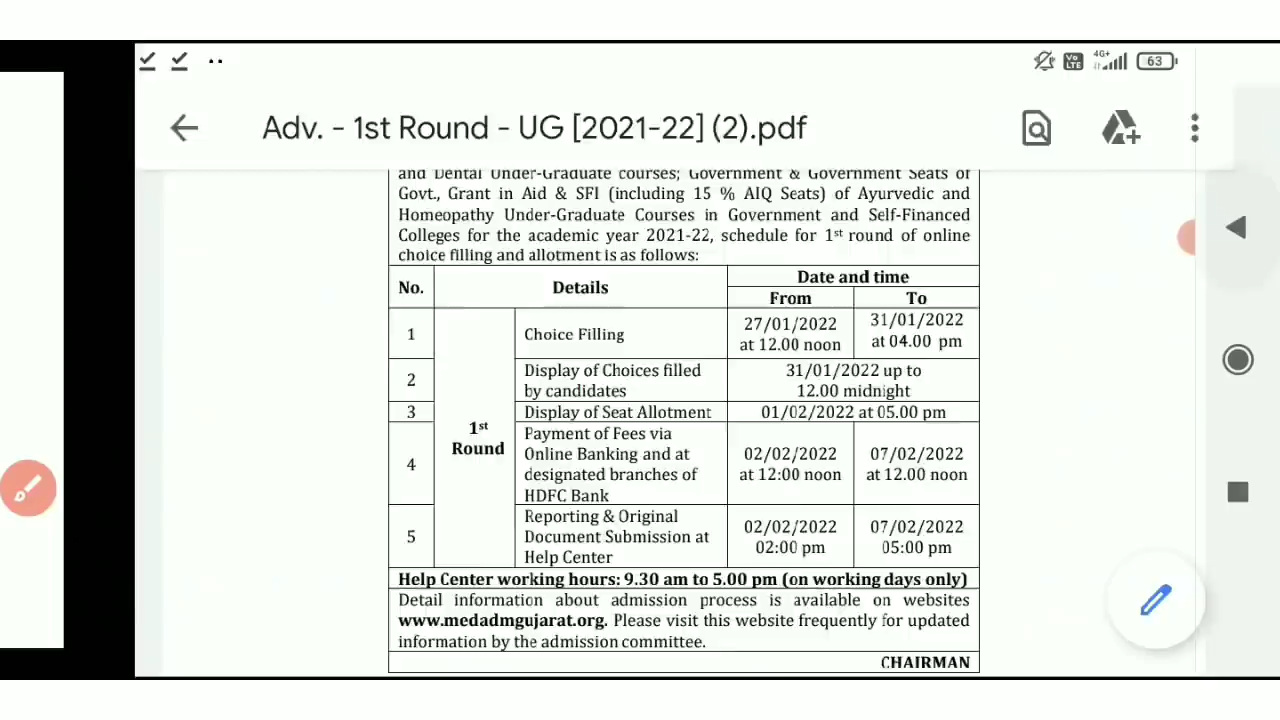 4G+
Vo LTE
63
Adv. - 1st Round - UG [2021-22] (2).pdf
and Dental Under-Graduate courses; Government & Government Seats of
Govt., Grant in Aid & SFI (including 15 % AIQ Seats) of Ayurvedic and
Homeopathy Under-Graduate Courses in Government and Self-Financed
Colleges for the academic year 2021-22, schedule for 1st round of online
choice filling and allotment is as follows:
No. Details Date and time
From To
1st Round
1 Choice Filling 27/01/2022 at 12.00 noon 31/01/2022 at 04.00 pm
2 Display of Choices filled by candidates 31/01/2022 up to 12.00 midnight
3 Display of Seat Allotment 01/02/2022 at 05.00 pm
4 Payment of Fees via Online Banking and at designated branches of HDFC Bank 02/02/2022 at 12:00 noon 07/02/2022 at 12.00 noon
5 Reporting & Original Document Submission at Help Center 02/02/2022 02:00 pm 07/02/2022 05:00 pm
Help Center working hours: 9.30 am to 5.00 pm (on working days only)
Detail information about admission process is available on websites
www.medadmgujarat.org. Please visit this website frequently for updated
information by the admission committee.
CHAIRMAN